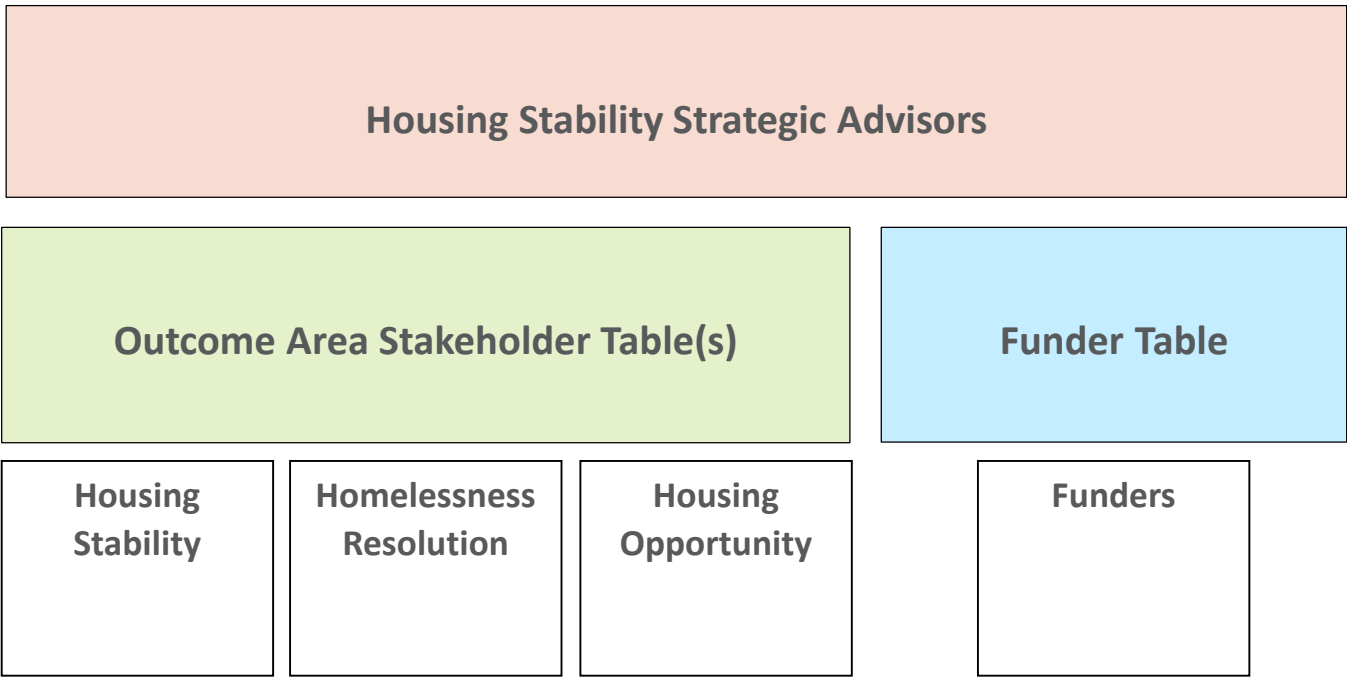 Housing Stability Strategic Advisors
Outcome Area Stakeholder Table(s)
Funder Table
Housing
Stability
Homelessness
Resolution
Housing
Opportunity
Funders